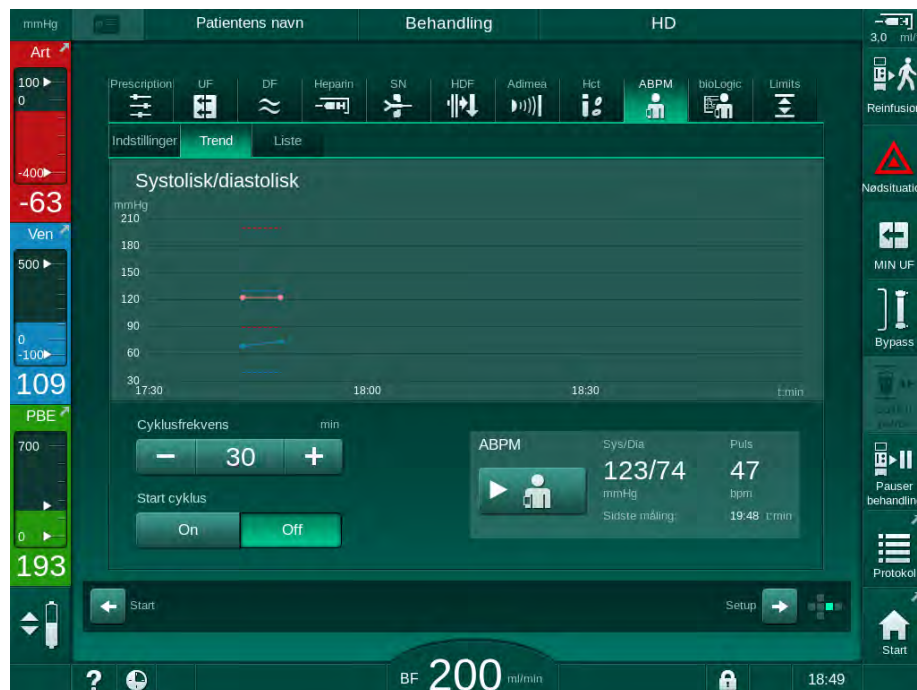 mmHg
Patientens navn
Behandling
HD
3,0 ml/
Art
100
0
-400
-63
Ven
500
0
-100
109
PBE
700
0
193
Prescription
UF
DF
Heparin
SN
HDF
Adimea
Hct
ABPM
bioLogic
Limits
Indstillinger
Trend
Liste
Systolisk/diastolisk
mmHg
210
180
150
120
90
60
30
17:30
18:00
18:30
t:min
Cyklusfrekvens min
30
Start cyklus
On Off
ABPM
Sys/Dia
123/74
mmHg
Puls
47
bpm
Sidste måling: 19:48 t:min
Start
Setup
Reinfusion
Nødsituatio
MIN UF
Bypass
Pauser
behandling
Protokol
Start
?
BF 200 ml/min
18:49